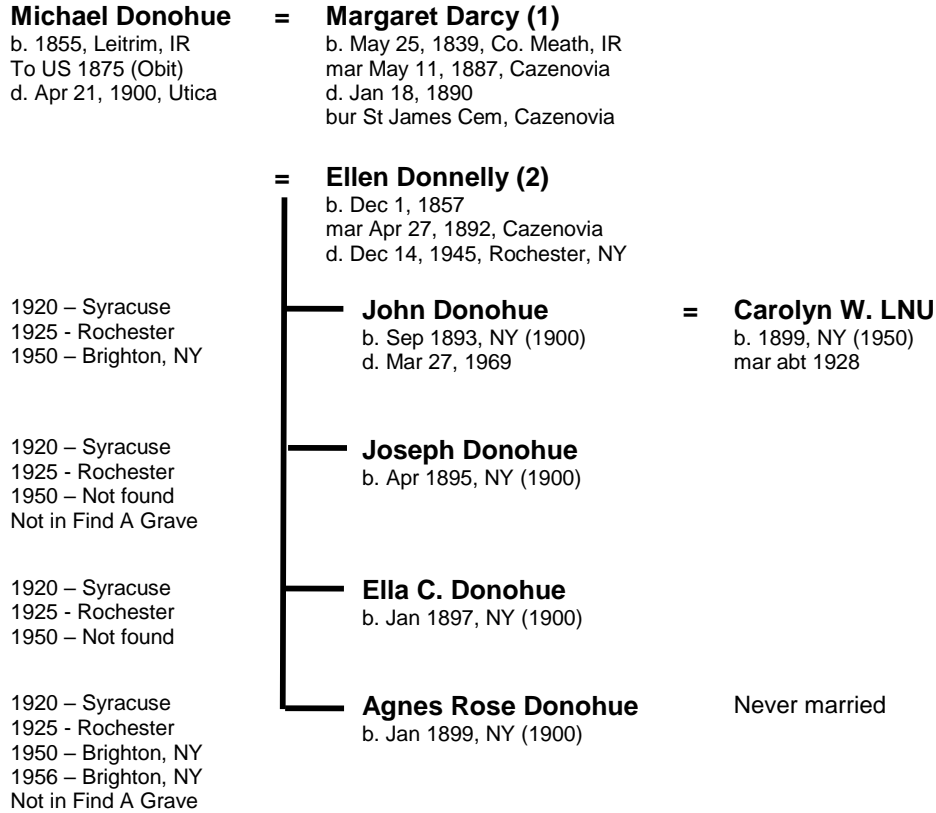 Michael Donohue = Margaret Darcy (1)
b. 1855, Leitrim, IR
To US 1875 (Obit)
d. Apr 21, 1900, Utica
b. May 25, 1839, Co. Meath, IR
mar May 11, 1887, Cazenovia
d. Jan 18, 1890
bur St James Cem, Cazenovia
= Ellen Donnelly (2)
b. Dec 1, 1857
mar Apr 27, 1892, Cazenovia
d. Dec 14, 1945, Rochester, NY
1920 – Syracuse
1925 - Rochester
1950 – Brighton, NY
John Donohue = Carolyn W. LNU
b. Sep 1893, NY (1900)
d. Mar 27, 1969
b. 1899, NY (1950)
mar abt 1928
1920 – Syracuse
1925 - Rochester
1950 – Not found
Not in Find A Grave
Joseph Donohue
b. Apr 1895, NY (1900)
1920 – Syracuse
1925 - Rochester
1950 – Not found
Ella C. Donohue
b. Jan 1897, NY (1900)
1920 – Syracuse
1925 - Rochester
1950 – Brighton, NY
1956 – Brighton, NY
Not in Find A Grave
Agnes Rose Donohue
b. Jan 1899, NY (1900)
Never married